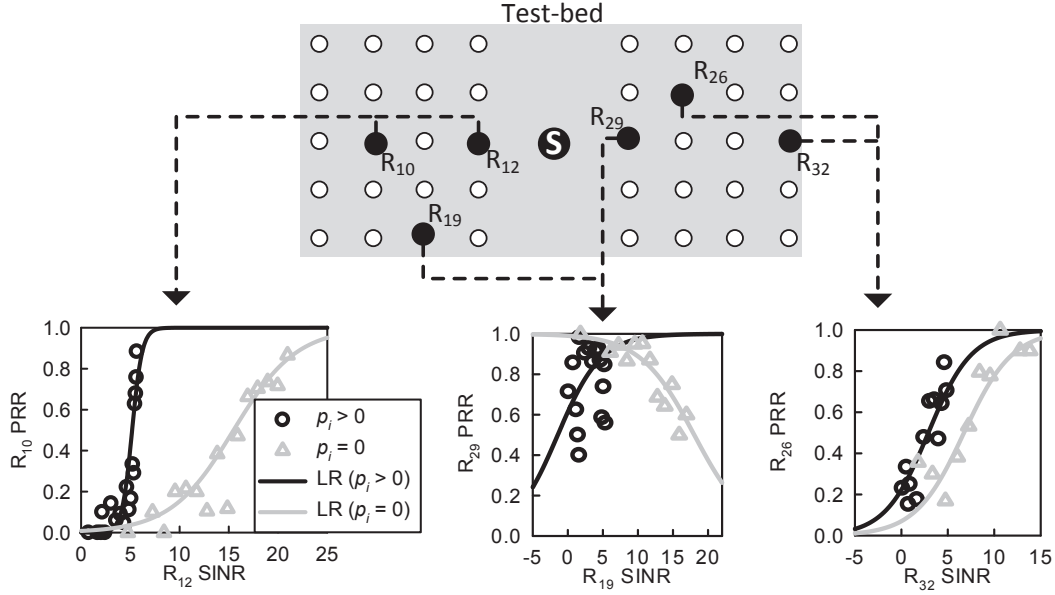 Test-bed
R26
R29
S
R10
R12
R32
R19
1.0
0.8
0.6
0.4
0.2
0.0
R10 PRR
0
5
10
15
20
25
R12 SINR
pi > 0
pi = 0
LR (pi > 0)
LR (pi = 0)
1.0
0.8
0.6
0.4
0.2
0.0
R29 PRR
-5
0
5
10
15
20
R19 SINR
1.0
0.8
0.6
0.4
0.2
0.0
R26 PRR
-5
0
5
10
15
R32 SINR